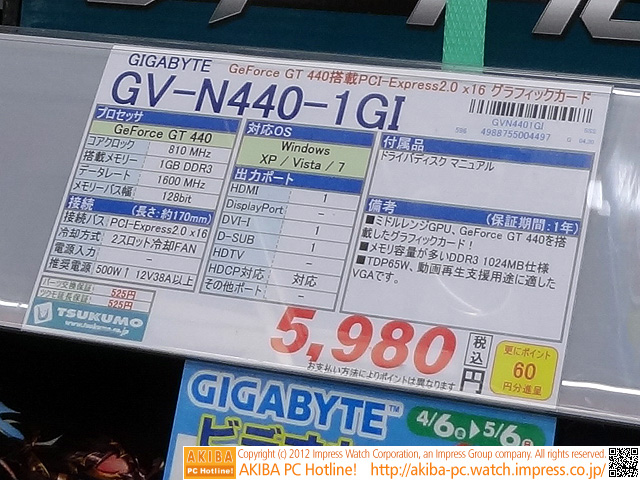 GIGABYTE
GeForce GT 440搭載PCI-Express2.0 x16 グラフィックカード
GV-N440-1GI
GVN4401GI
4988755004497
プロセッサ
GeForce GT 440
コアクロック 810 MHz
搭載メモリー 1GB DDR3
データレート 1600 MHz
メモリーバス幅 128bit
接続 (長さ:約170mm)
接続バス PCI-Express2.0 x16
冷却方式 2スロット冷却FAN
電源入力 -
推奨電源 500W! 12V38A以上
対応OS
Windows
XP / Vista / 7
出力ポート
HDMI 1
DisplayPort -
DVI-I 1
D-SUB 1
HDTV -
HDCP対応 対応
その他ポート -
付属品
ドライバディスク マニュアル
備考 (保証期間:1年)
■ミドルレンジGPU、GeForce GT 440を搭
載したグラフィックカード!
■メモリ容量が多いDDR3 1024MB仕様
■TDP65W、動画再生支援用途に適した
VGAです。
パーツ交換保証: 525円
525円
TSUKUMO
www.tsukumo.co.jp
5,980 税込 円
お支払い方法によりポイントは異なります
更にポイント
60
円分進呈
GIGABYTE™
4/6金▶5/6日
Copyright (c) 2012 Impress Watch Corporation, an Impress Group company. All rights reserved.
AKIBA
PC Hotline!
AKIBA PC Hotline! http://akiba-pc.watch.impress.co.jp/